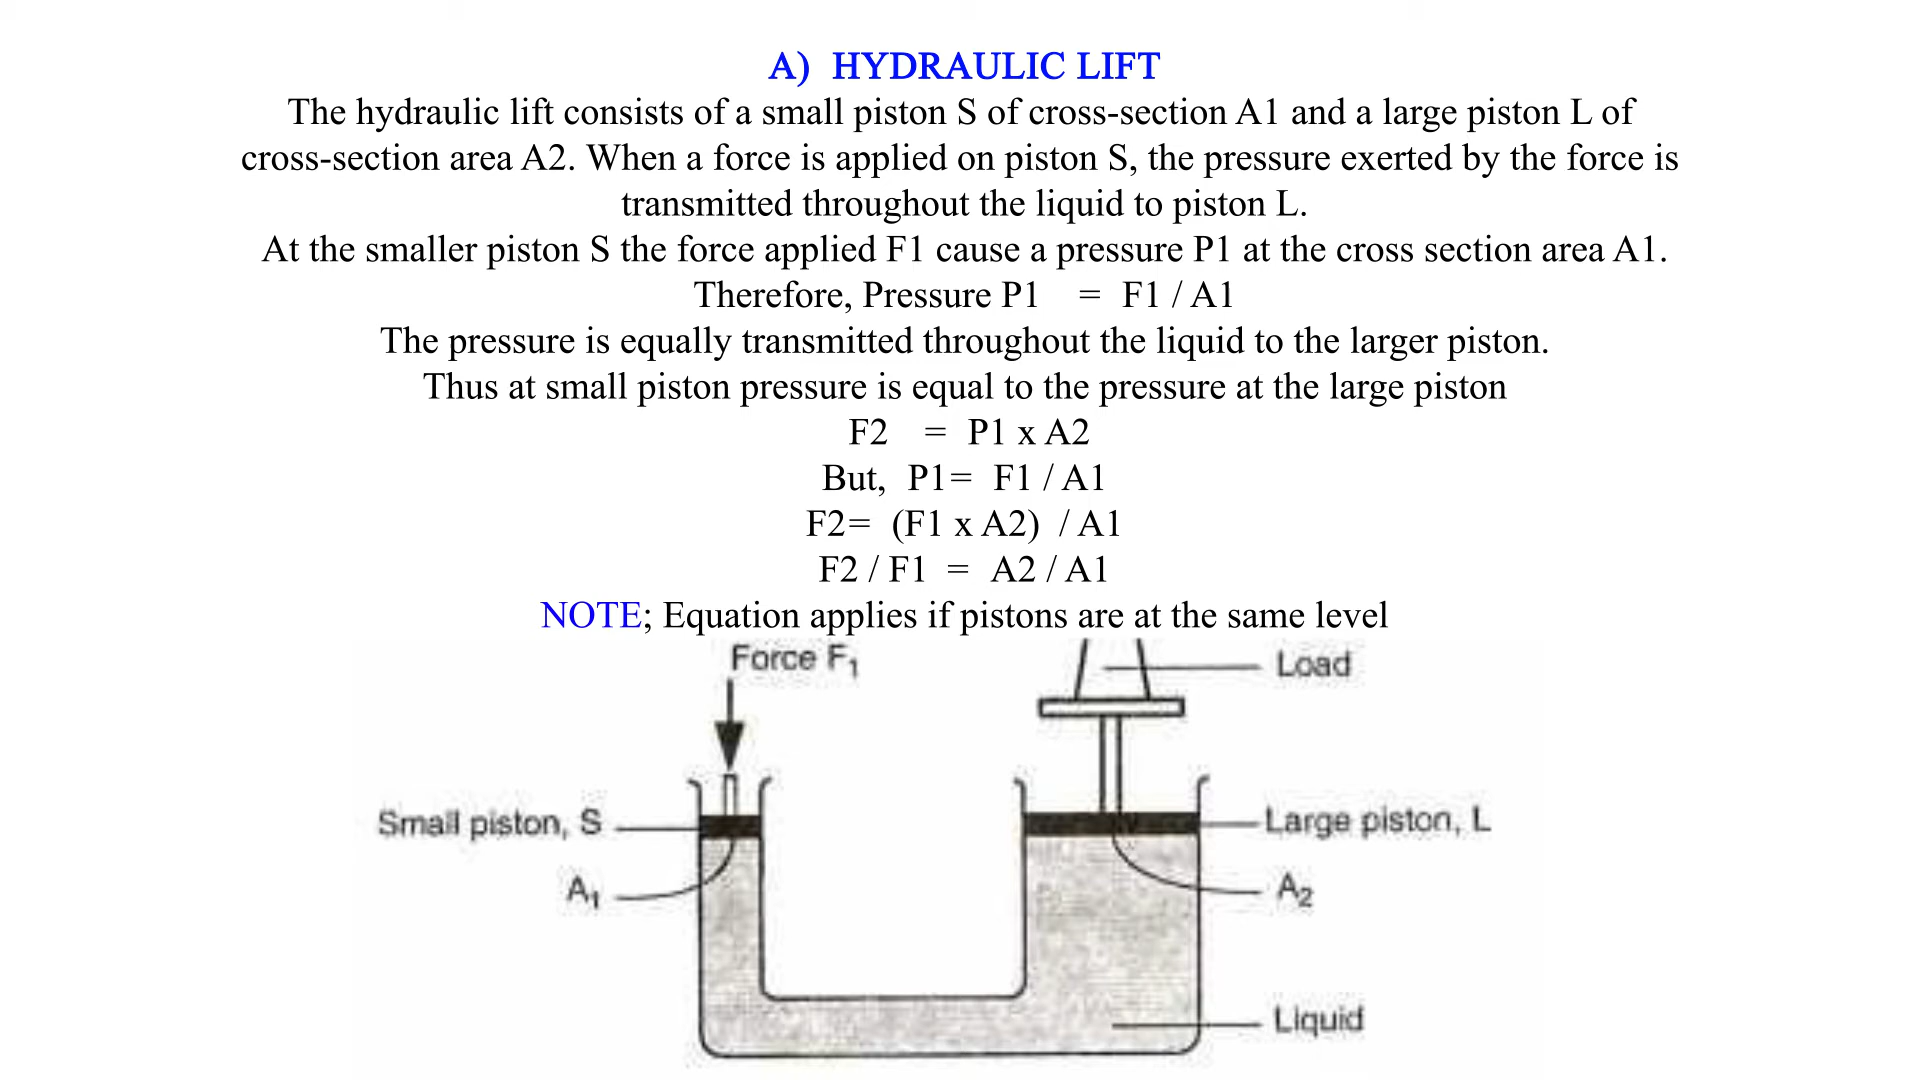 A) HYDRAULIC LIFT
The hydraulic lift consists of a small piston S of cross-section A1 and a large piston L of
cross-section area A2. When a force is applied on piston S, the pressure exerted by the force is
transmitted throughout the liquid to piston L.
At the smaller piston S the force applied F1 cause a pressure P1 at the cross section area A1.
Therefore, Pressure P1 = F1 / A1
The pressure is equally transmitted throughout the liquid to the larger piston.
Thus at small piston pressure is equal to the pressure at the large piston
F2 = P1 x A2
But, P1= F1 / A1
F2= (F1 x A2) / A1
F2 / F1 = A2 / A1
NOTE; Equation applies if pistons are at the same level
Force F₁
Load
Small piston, S
Large piston, L
A₁
A₂
Liquid